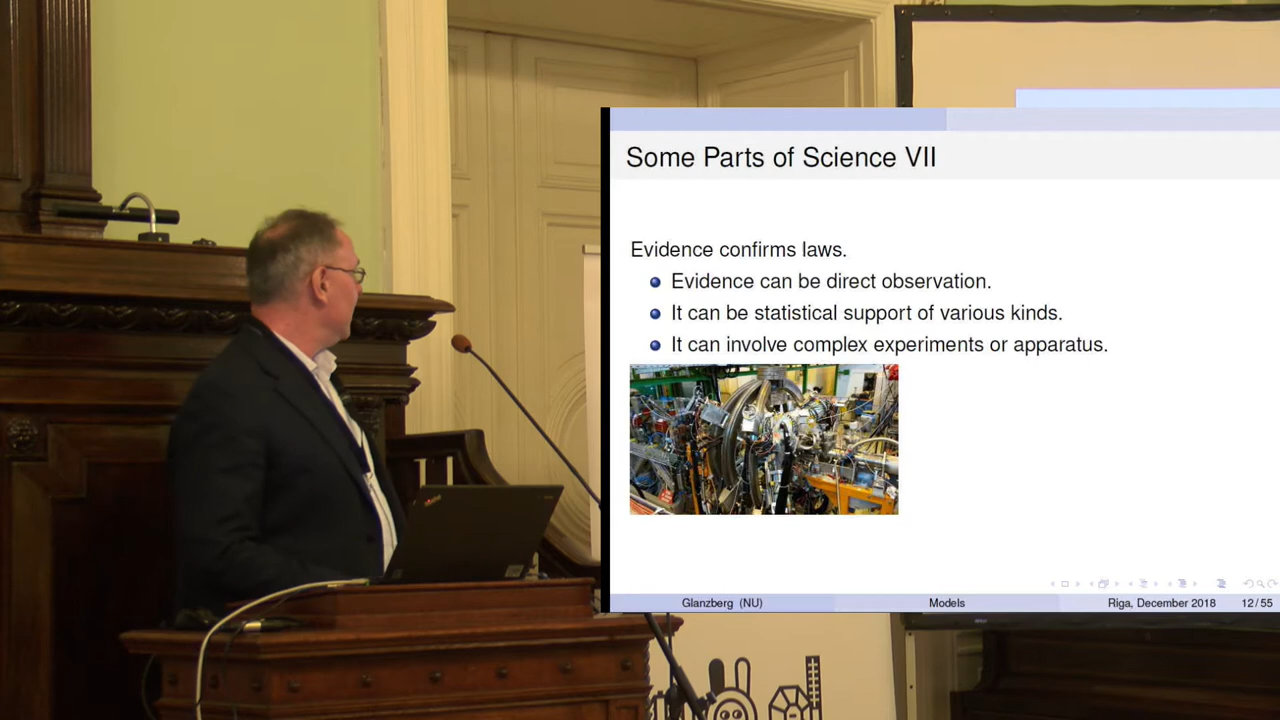 Some Parts of Science VII
Evidence confirms laws.
Evidence can be direct observation.
It can be statistical support of various kinds.
It can involve complex experiments or apparatus.
Glanzberg (NU) Models Riga, December 2018 12/55